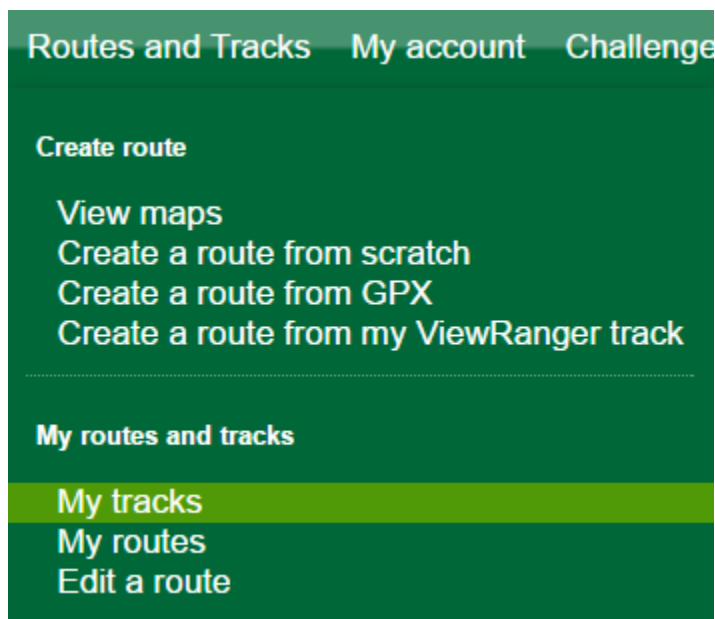 Routes and Tracks My account Challenge
Create route
View maps
Create a route from scratch
Create a route from GPX
Create a route from my ViewRanger track
My routes and tracks
My tracks
My routes
Edit a route